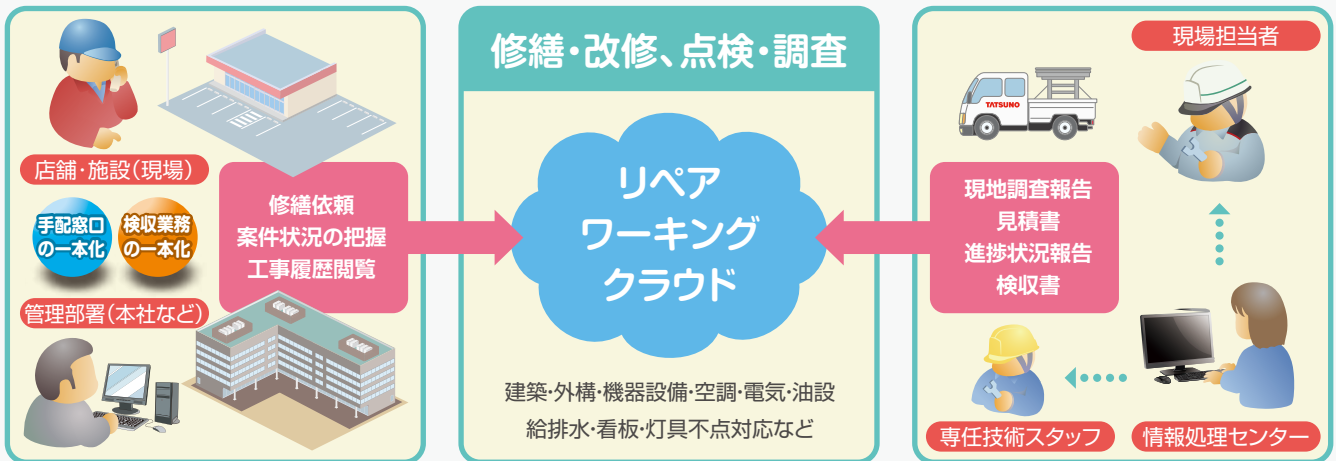 店舗・施設(現場)
手配窓口
の一本化
検収業務
の一本化
管理部署(本社など)
修繕依頼
案件状況の把握
工事履歴閲覧
修繕・改修、点検・調査
リペア
ワーキング
クラウド
建築・外構・機器設備・空調・電気・油設
給排水・看板・灯具不点対応など
現場担当者
TATSUNO
現地調査報告
見積書
進捗状況報告
検収書
専任技術スタッフ
情報処理センター